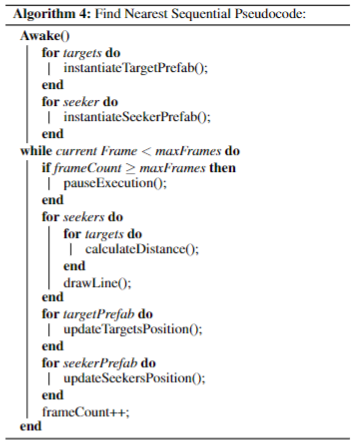 Algorithm 4: Find Nearest Sequential Pseudocode:
Awake()
for targets do
instantiateTargetPrefab();
end
for seeker do
instantiateSeekerPrefab();
end
while current Frame < maxFrames do
if frameCount ≥ maxFrames then
pauseExecution();
end
for seekers do
for targets do
calculateDistance();
end
drawLine();
end
for targetPrefab do
updateTargetsPosition();
end
for seekerPrefab do
updateSeekersPosition();
end
frameCount++;
end